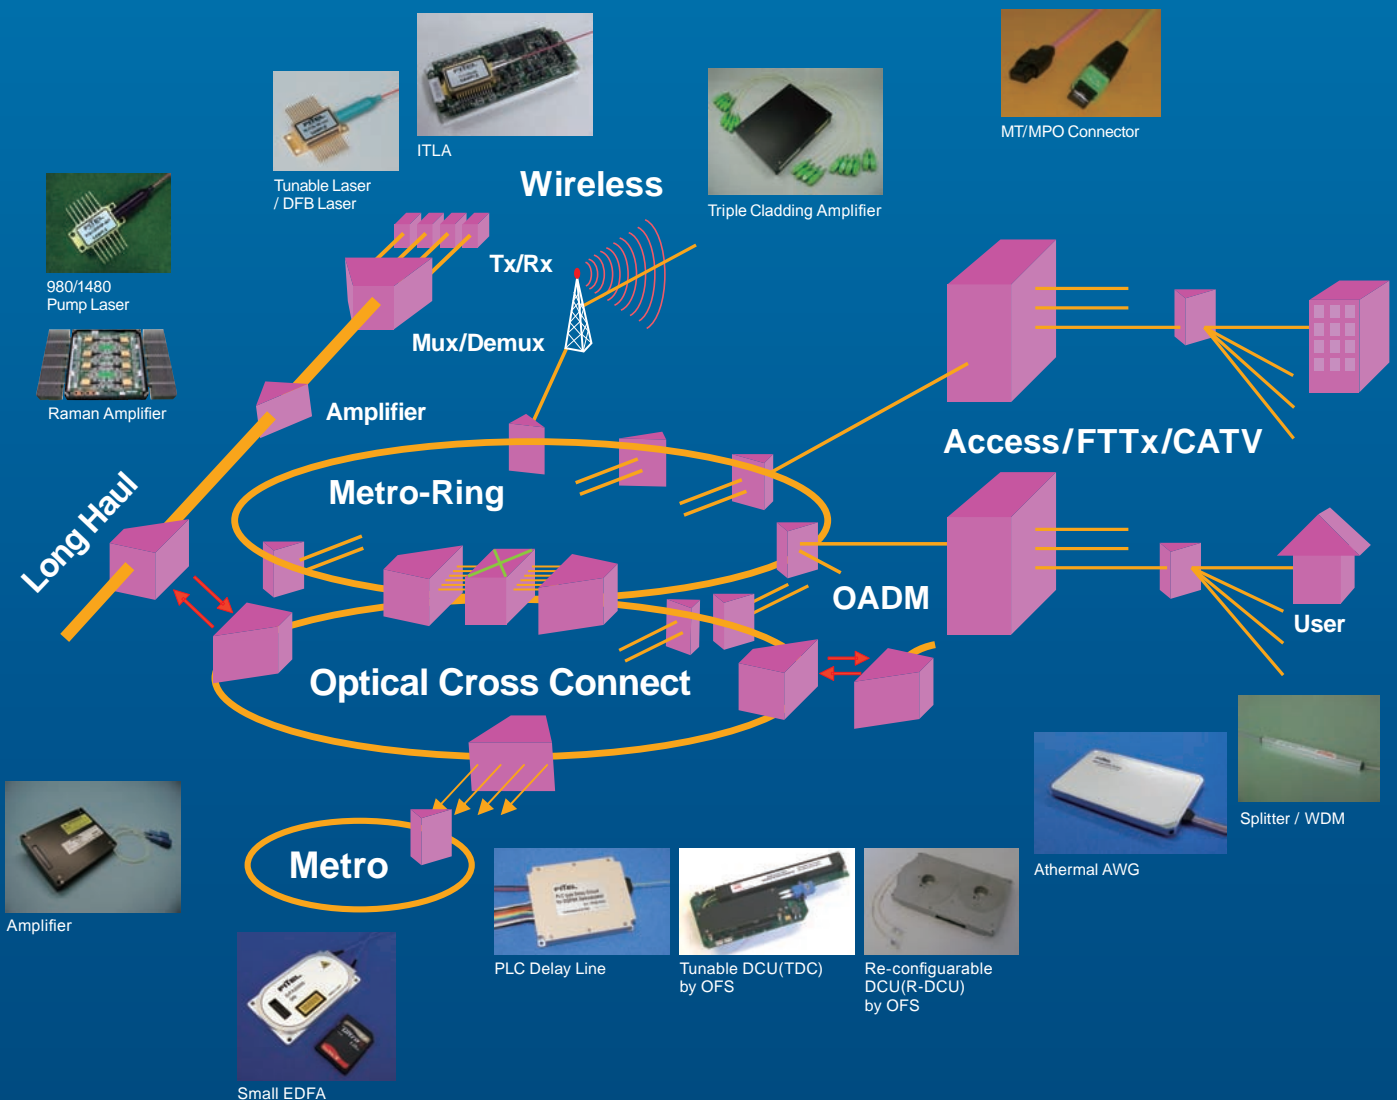 MT/MPO Connector
ITLA
Tunable Laser
/ DFB Laser
Wireless
Triple Cladding Amplifier
Tx/Rx
980/1480
Pump Laser
Mux/Demux
Raman Amplifier
Amplifier
Access/FTTx/CATV
Long Haul
Metro-Ring
OADM
User
Optical Cross Connect
Splitter / WDM
Metro
Athermal AWG
Amplifier
FITEL
PLC Delay Line
Tunable DCU(TDC)
by OFS
Re-configuarable
DCU(R-DCU)
by OFS
FITEL
Small EDFA